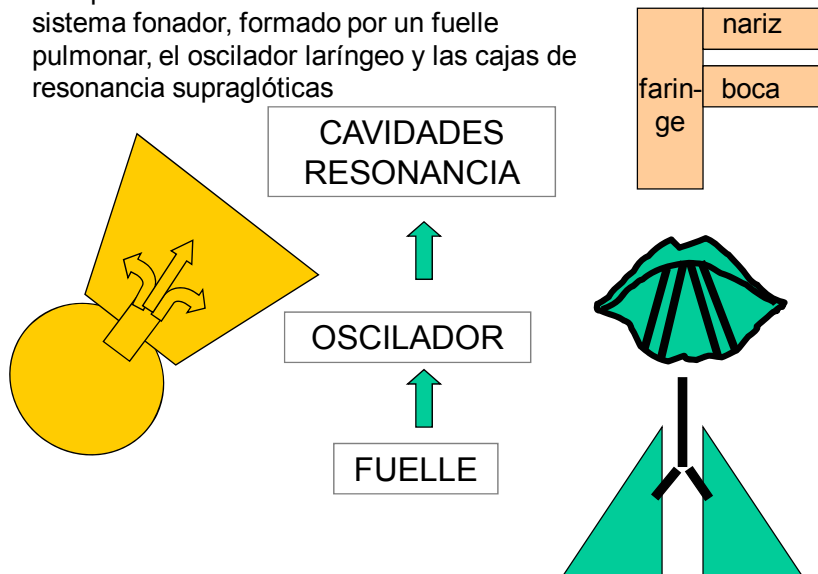 sistema fonador, formado por un fuelle
pulmonar, el oscilador laríngeo y las cajas de
resonancia supraglóticas
nariz
farin-
ge
boca
CAVIDADES
RESONANCIA
OSCILADOR
FUELLE